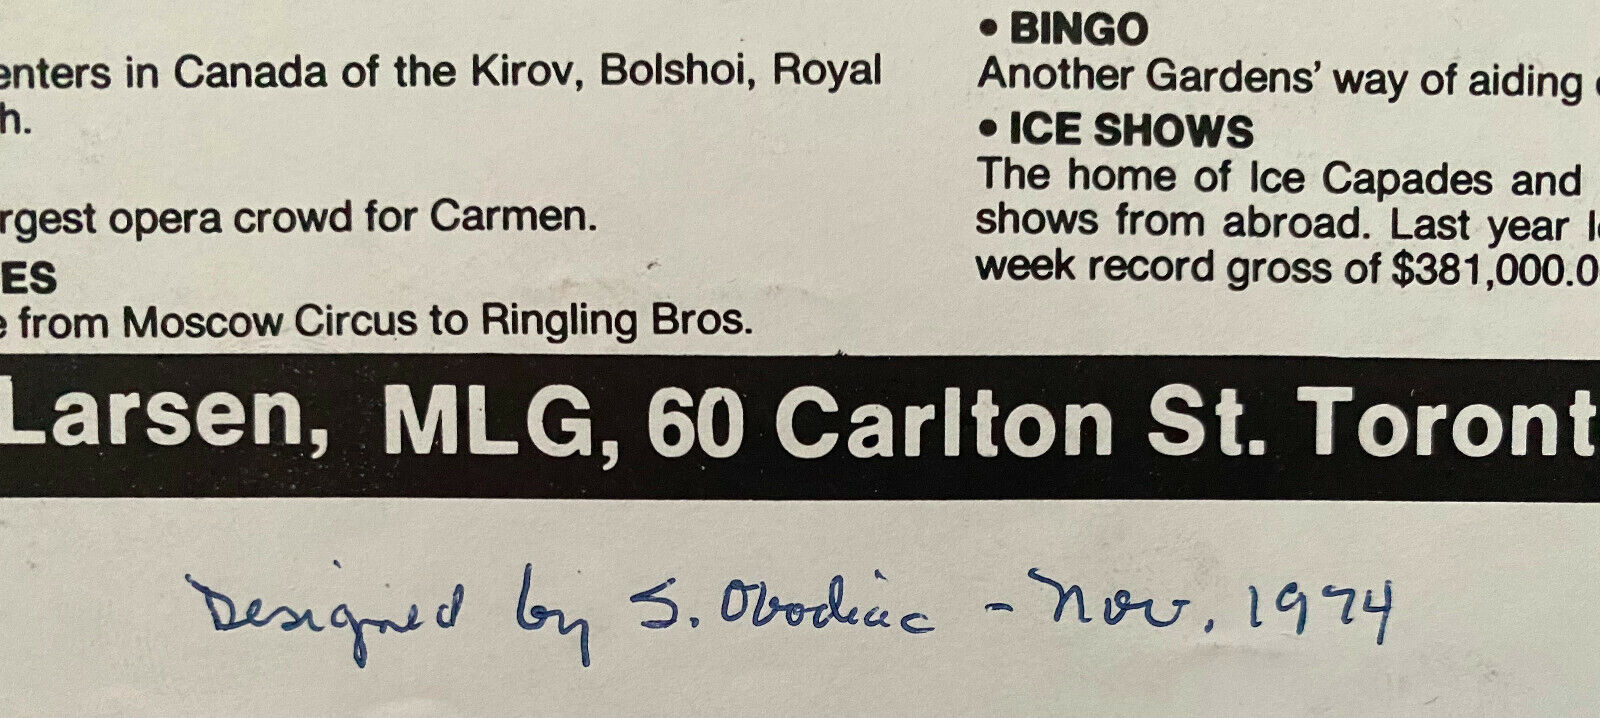 enters in Canada of the Kirov, Bolshoi, Royal
h.
rgest opera crowd for Carmen.
ES
e from Moscow Circus to Ringling Bros.
• BINGO
Another Gardens' way of aiding
• ICE SHOWS
The home of Ice Capades and
shows from abroad. Last year l
week record gross of $381,000.0
Larsen, MLG, 60 Carlton St. Toront
Designed by S. Obodiac - Nov. 1974